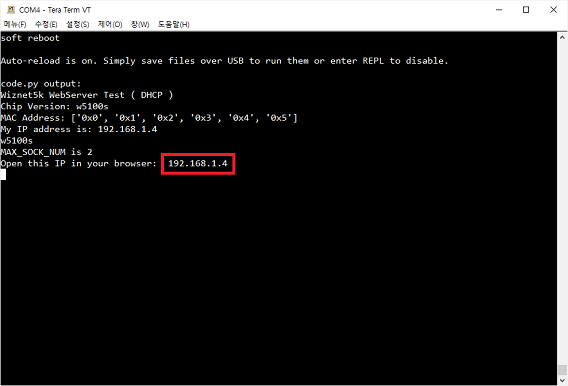 COM4 - Tera Term VT
메뉴(F) 수정(E) 설정(S) 제어(O) 창(W) 도움말(H)
soft reboot
Auto-reload is on. Simply save files over USB to run them or enter REPL to disable.
code.py output:
Wiznet5k WebServer Test ( DHCP )
Chip Version: w5100s
MAC Address: ['0x0', '0x1', '0x2', '0x3', '0x4', '0x5']
My IP address is: 192.168.1.4
w5100s
MAX_SOCK_NUM is 2
Open this IP in your browser:  192.168.1.4